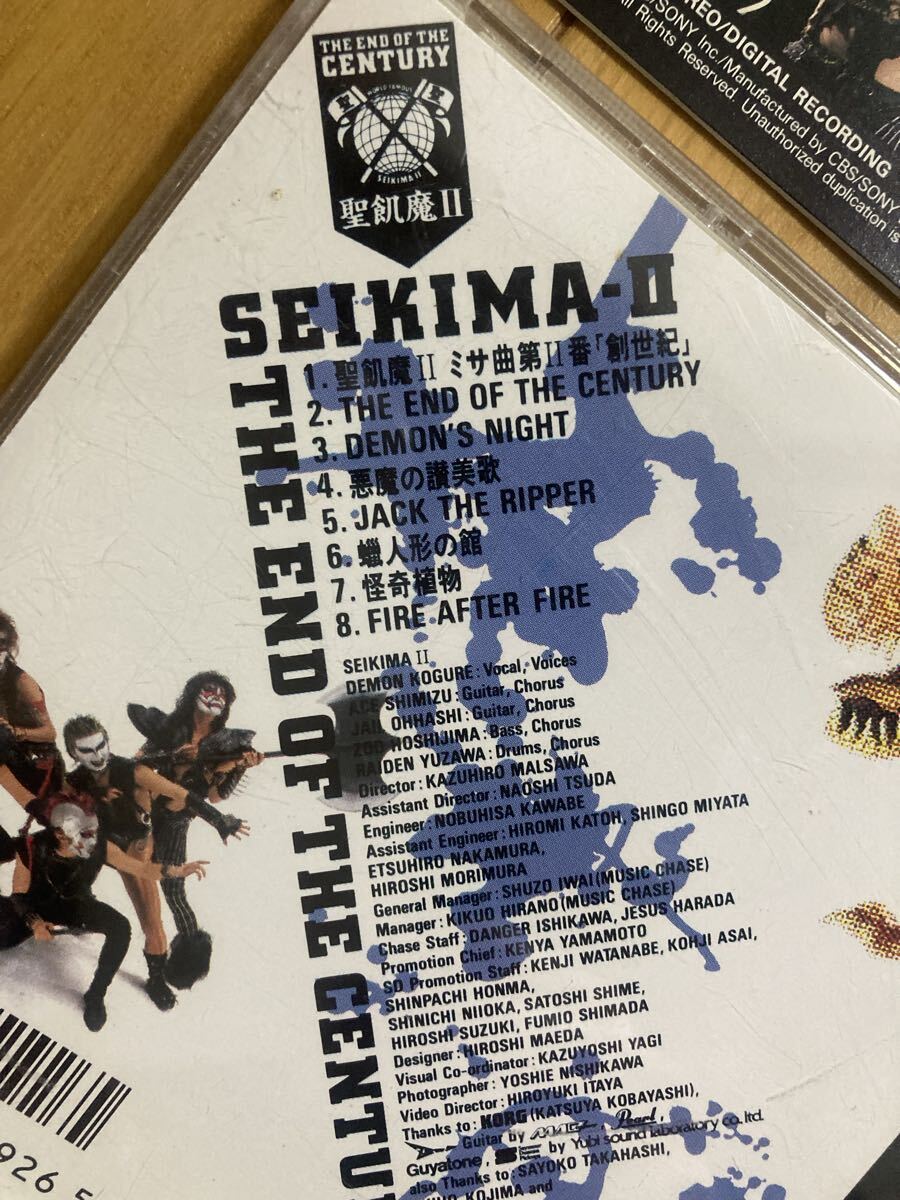 THE END OF THE
CENTURY
WORLD FAMOUS
SEIKIMA II
聖飢魔II
SEIKIMA-II
THE END OF THE CENTU
1. 聖飢魔II ミサ曲第II番「創世紀」
2. THE END OF THE CENTURY
3. DEMON'S NIGHT
4. 悪魔の讃美歌
5. JACK THE RIPPER
6. 蠟人形の館
7. 怪奇植物
8. FIRE AFTER FIRE
SEIKIMA II
DEMON KOGURE: Vocal, Voices
ACE SHIMIZU: Guitar, Chorus
JAIL OHHASHI: Guitar, Chorus
ZOD HOSHIJIMA: Bass, Chorus
RAIDEN YUZAWA: Drums, Chorus
Director: KAZUHIRO MALSAWA
Assistant Director: NAOSHI TSUDA
Engineer: NOBUHISA KAWABE
Assistant Engineer: HIROMI KATOH, SHINGO MIYATA
ETSUHIRO NAKAMURA,
HIROSHI MORIMURA
General Manager: SHUZO IWAI (MUSIC CHASE)
Manager: KIKUO HIRANO (MUSIC CHASE)
Chase Staff: DANGER ISHIKAWA, JESUS HARADA
Promotion Chief: KENYA YAMAMOTO
SD Promotion Staff: KENJI WATANABE, KOHJI ASAI,
SHINPACHI HONMA,
SHINICHI NIIOKA, SATOSHI SHIME,
HIROSHI SUZUKI, FUMIO SHIMADA
Designer: HIROSHI MAEDA
Visual Co-ordinator: KAZUYOSHI YAGI
Photographer: YOSHIE NISHIKAWA
Video Director: HIROYUKI ITAYA
Thanks to: KORG (KATSUYA KOBAYASHI),
Guitar by Pearl,
Guyatone, by Yubi sound laboratory co. ltd.
also Thanks to: SAYOKO TAKAHASHI,
KOJIMA and
926 5
REO/DIGITAL RECORDING
/SONY Inc./Manufactured by CBS/SONY
All Rights Reserved. Unauthorized duplication is